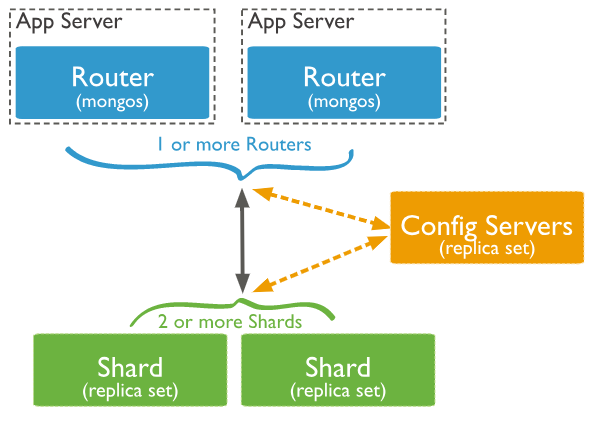 App Server
App Server
Router
(mongos)
Router
(mongos)
1 or more Routers
Config Servers
(replica set)
2 or more Shards
Shard
(replica set)
Shard
(replica set)